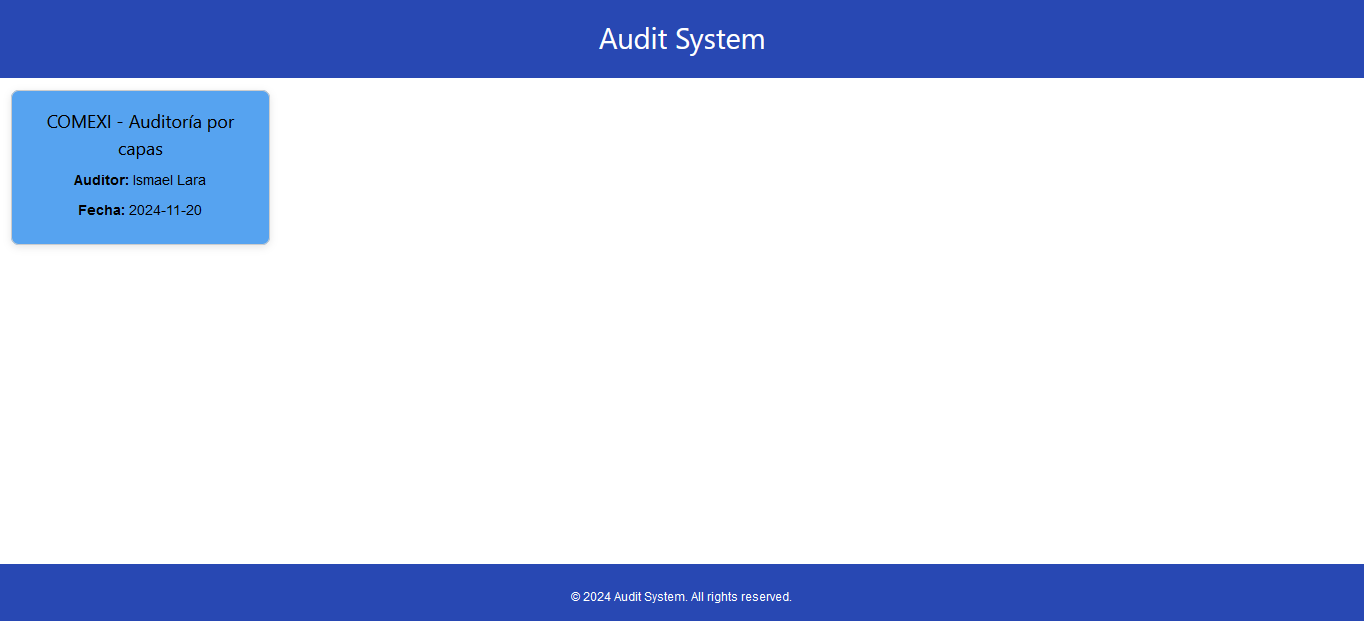 Audit System
COMEXI - Auditoría por
capas
Auditor: Ismael Lara
Fecha: 2024-11-20
© 2024 Audit System. All rights reserved.